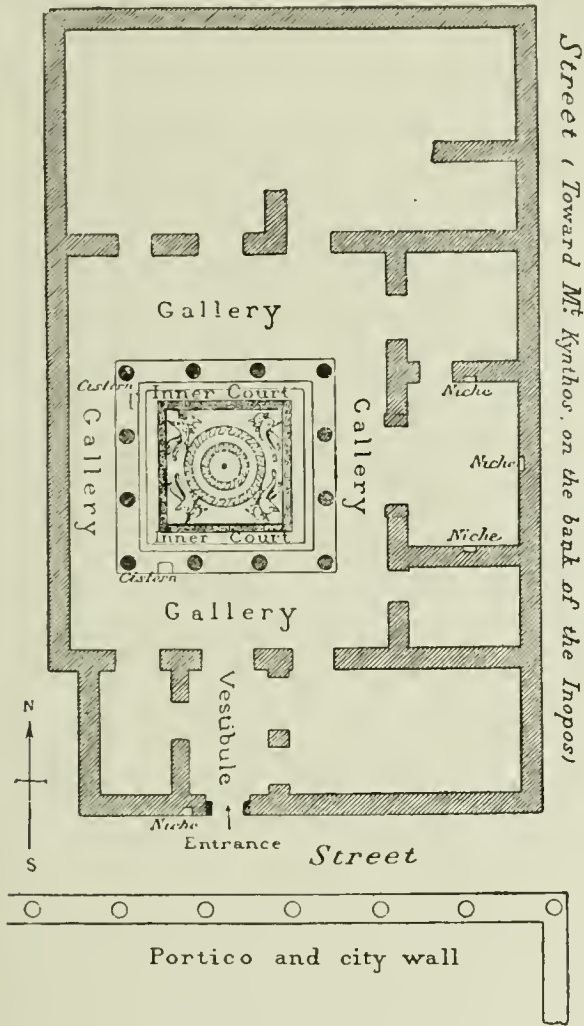 Street (Toward Mt. Kynthos, on the bank of the Inopos)
Gallery
Cistern
Inner Court
Niche
Gallery
Gallery
Niche
Niche
Inner Court
Cistern
Gallery
Vestibule
N
S
Niche
Entrance
Street
Portico and city wall